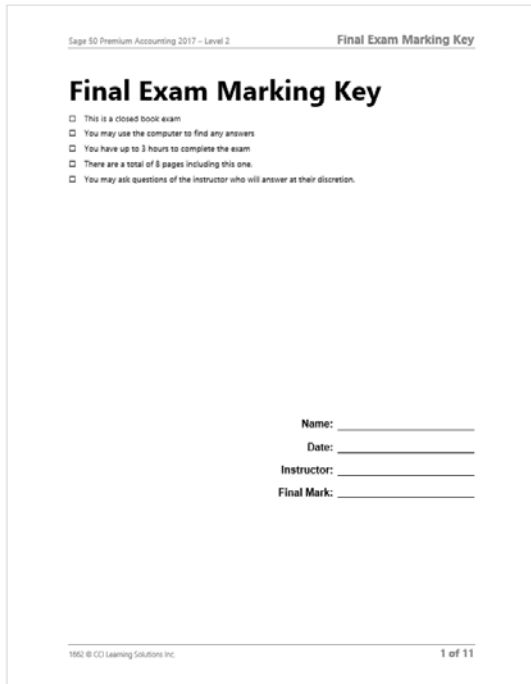 Sage 50 Premium Accounting 2017 – Level 2 Final Exam Marking Key
Final Exam Marking Key
☐ This is a closed book exam
☐ You may use the computer to find any answers
☐ You have up to 3 hours to complete the exam
☐ There are a total of 8 pages including this one.
☐ You may ask questions of the instructor who will answer at their discretion.
Name:
Date:
Instructor:
Final Mark:
1662 © CCI Learning Solutions Inc. 1 of 11